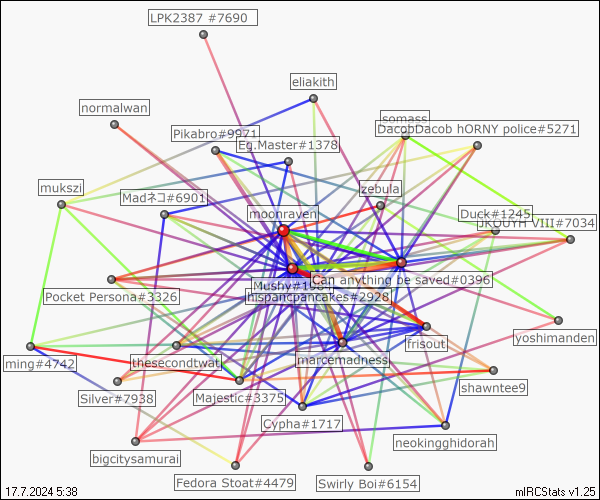 LPK2387 #7690
eliakith
normalwan
somass
DacobDacob hORNY police#5271
Pikabro#9971
Eg.Master#1378
mukszi
Madネコ#6901
zebula
moonraven
Duck#1245
JKOUYH VIII#7034
Can anything be saved#0396
Mushy#1983
hispanicpancakes#2928
Pocket Persona#3326
yoshimanden
frisout
ming#4742
thesecondtwat
marcemadness
shawntee9
Silver#7938
Majestic#3375
Cypha#1717
neokingghidorah
bigcitysamurai
Fedora Stoat#4479
Swirly Boi#6154
17.7.2024 5:38
mIRCStats v1.25